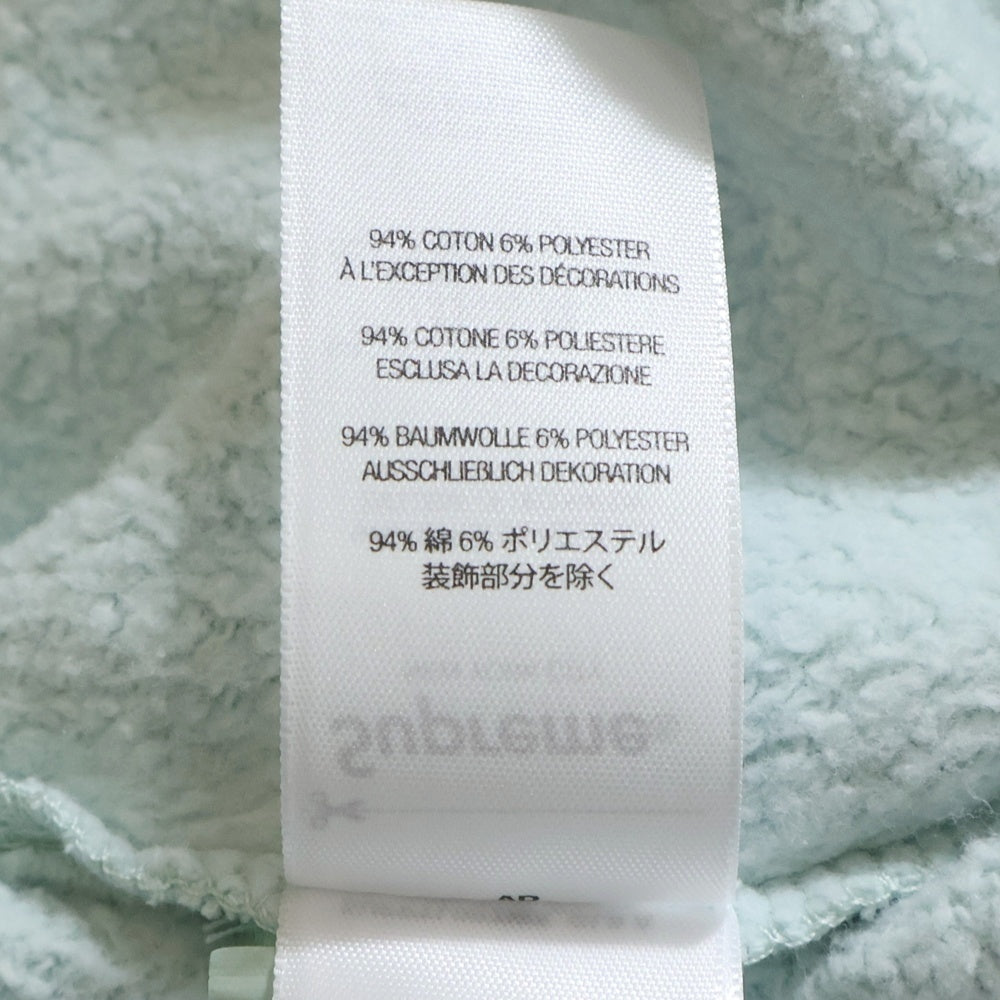 94% COTON 6% POLYESTER
À L'EXCEPTION DES DÉCORATIONS
94% COTONE 6% POLIESTERE
ESCLUSA LA DECORAZIONE
94% BAUMWOLLE 6% POLYESTER
AUSSCHLIEßLICH DEKORATION
94% 綿 6% ポリエステル
装飾部分を除く
Supreme